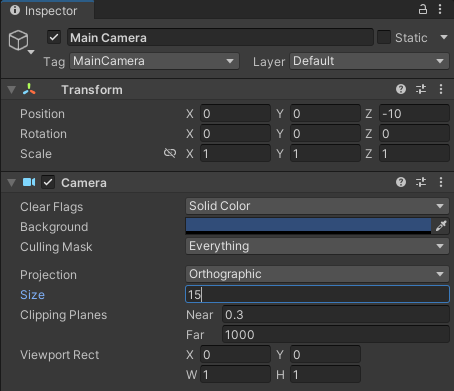 Inspector
Main Camera Static
Tag MainCamera Layer Default
Transform
Position X 0 Y 0 Z -10
Rotation X 0 Y 0 Z 0
Scale X 1 Y 1 Z 1
Camera
Clear Flags Solid Color
Background
Culling Mask Everything
Projection Orthographic
Size 15
Clipping Planes Near 0.3
Far 1000
Viewport Rect X 0 Y 0
W 1 H 1